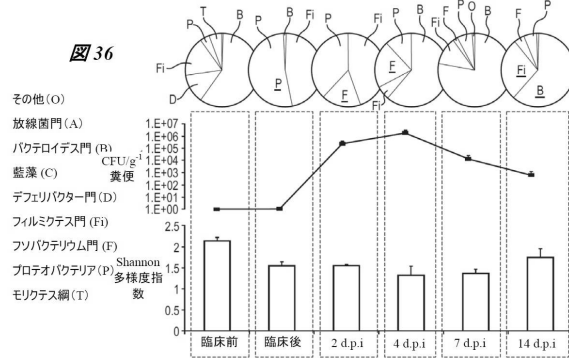 T
B
P
Fi
D
P
B
Fi
P
P
Fi
F
P
B
F
Fi
F
P
O
Fi
B
P
F
Fi
B
図 36
その他 (O)
放線菌門 (A)
バクテロイデス門 (B)
藍藻 (C)
デフェリバクター門 (D)
フィルミクテス門 (Fi)
フソバクテリウム門 (F)
プロテオバクテリア (P)
モリクテス綱 (T)
CFU/g-1
糞便
1.E+07
1.E+06
1.E+05
1.E+04
1.E+03
1.E+02
1.E+01
1.E+00
Shannon
多様度指
数
2.5
2
1.5
1
0.5
0
臨床前
臨床後
2 d.p.i
4 d.p.i
7 d.p.i
14 d.p.i